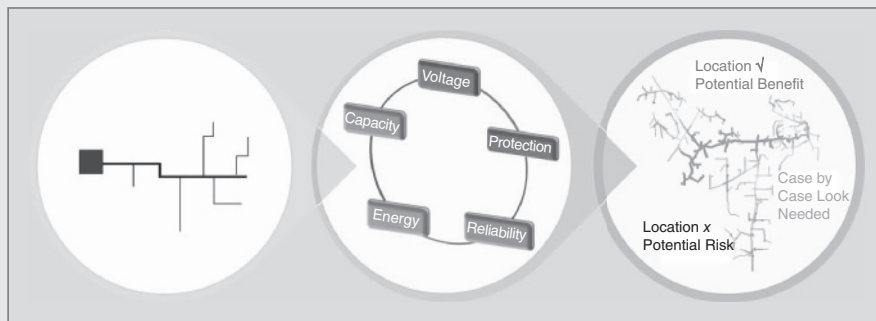 Voltage
Capacity
Protection
Energy
Reliability
Location √
Potential Benefit
Case by
Case Look
Needed
Location x
Potential Risk